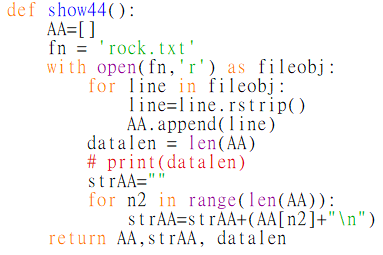 def show44():
    AA=[]
    fn = 'rock.txt'
    with open(fn,'r') as fileobj:
        for line in fileobj:
            line=line.rstrip()
            AA.append(line)
        datalen = len(AA)
        # print(datalen)
        strAA=""
        for n2 in range(len(AA)):
            strAA=strAA+(AA[n2]+"\n")
    return AA,strAA, datalen